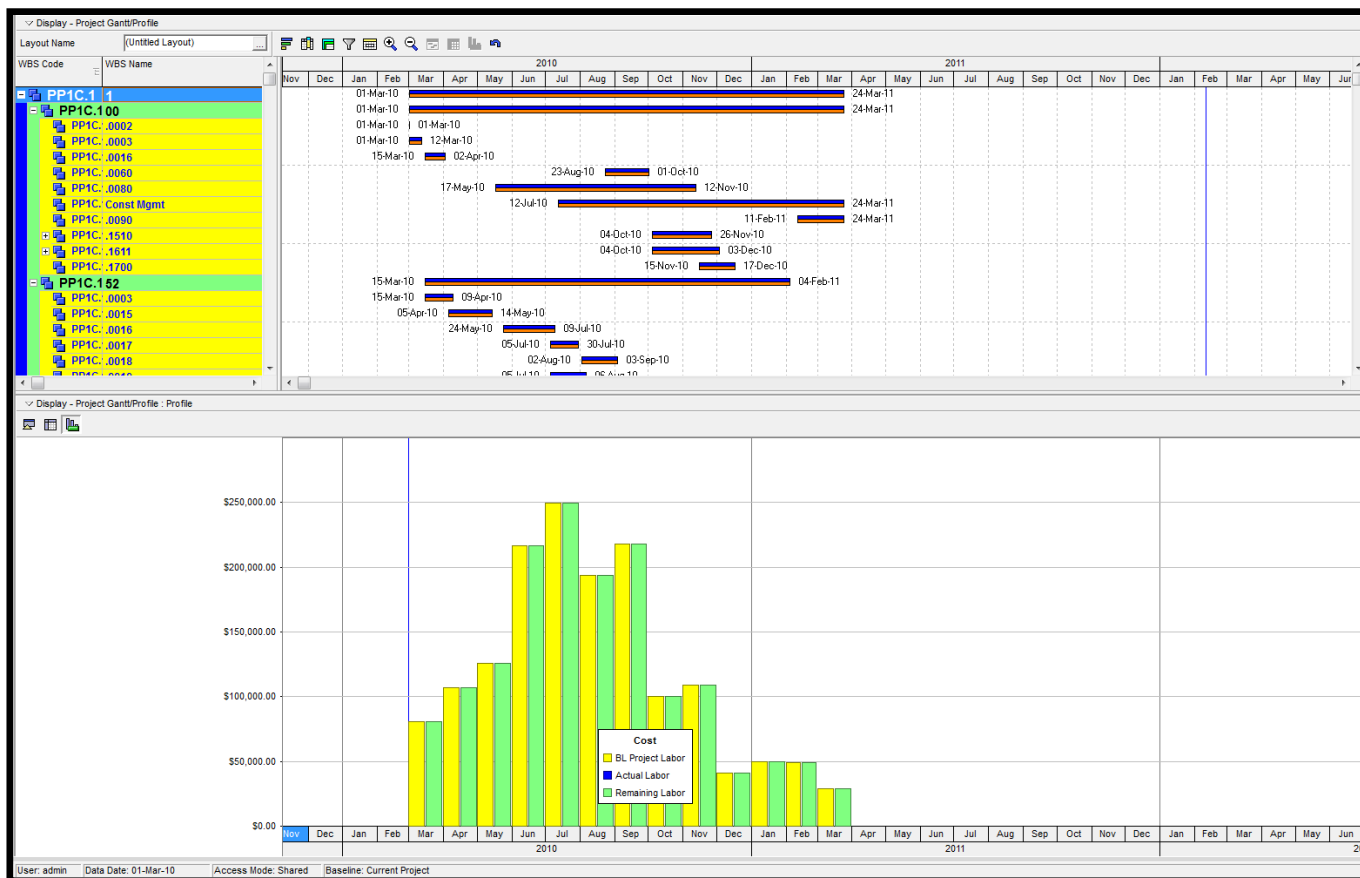 Display - Project Gantt/Profile
Layout Name (Untitled Layout) ...
WBS Code WBS Name
2010 2011
Nov Dec Jan Feb Mar Apr May Jun Jul Aug Sep Oct Nov Dec Jan Feb Mar Apr May Jun Jul Aug Sep Oct Nov Dec Jan Feb Mar Apr May Jur
PP1C.1 1 01-Mar-10 24-Mar-11
PP1C.1 00 01-Mar-10 24-Mar-11
PP1C. .0002 01-Mar-10 01-Mar-10
PP1C. .0003 01-Mar-10 12-Mar-10
PP1C. .0016 15-Mar-10 02-Apr-10
PP1C. .0060 23-Aug-10 01-Oct-10
PP1C. .0080 17-May-10 12-Nov-10
PP1C. Const Mgmt 12-Jul-10 24-Mar-11
PP1C. .0090 11-Feb-11 24-Mar-11
PP1C. .1510 04-Oct-10 26-Nov-10
PP1C. .1611 04-Oct-10 03-Dec-10
PP1C. .1700 15-Nov-10 17-Dec-10
PP1C.1 52 15-Mar-10 04-Feb-11
PP1C. .0003 15-Mar-10 09-Apr-10
PP1C. .0015 05-Apr-10 14-May-10
PP1C. .0016 24-May-10 09-Jul-10
PP1C. .0017 05-Jul-10 30-Jul-10
PP1C. .0018 02-Aug-10 03-Sep-10
Display - Project Gantt/Profile : Profile
$250,000.00
$200,000.00
$150,000.00
$100,000.00
$50,000.00
$0.00
Cost
BL Project Labor
Actual Labor
Remaining Labor
Nov Dec Jan Feb Mar Apr May Jun Jul Aug Sep Oct Nov Dec Jan Feb Mar Apr May Jun Jul Aug Sep Oct Nov Dec Jan Feb Mar Apr May Jun
2010 2011
User: admin Data Date: 01-Mar-10 Access Mode: Shared Baseline: Current Project